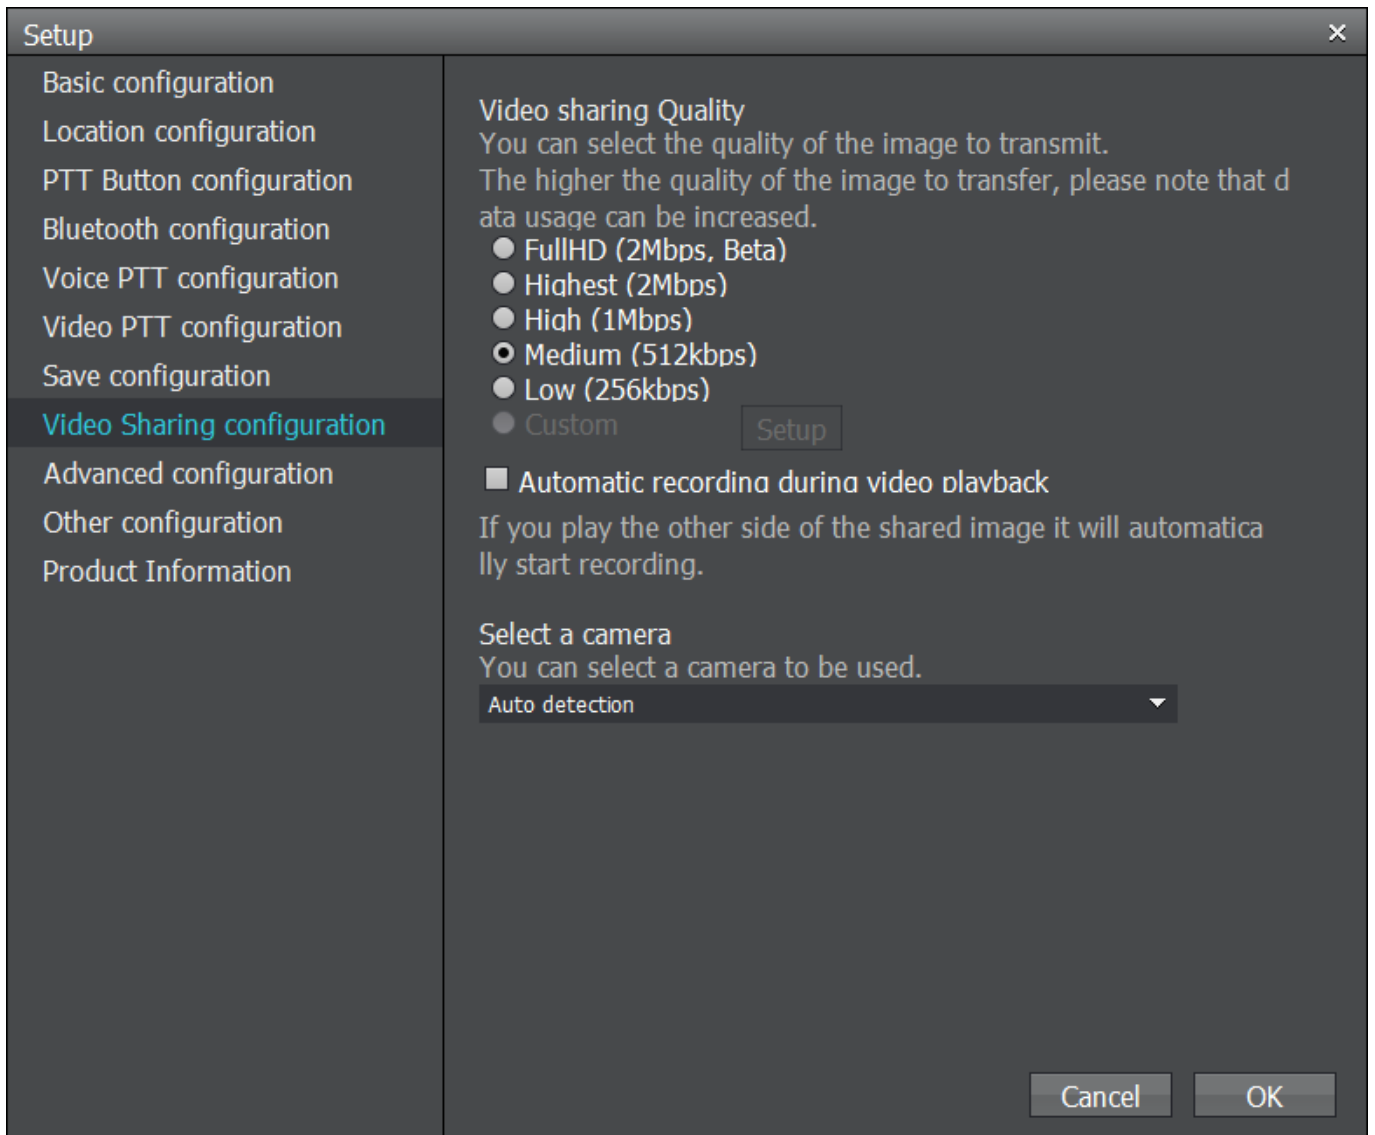 Setup
Basic configuration
Location configuration
PTT Button configuration
Bluetooth configuration
Voice PTT configuration
Video PTT configuration
Save configuration
Video Sharing configuration
Advanced configuration
Other configuration
Product Information
Video sharing Quality
You can select the quality of the image to transmit.
The higher the quality of the image to transfer, please note that d
ata usage can be increased.
FullHD (2Mbps, Beta)
Highest (2Mbps)
High (1Mbps)
Medium (512kbps)
Low (256kbps)
Custom Setup
Automatic recording during video playback
If you play the other side of the shared image it will automatica
lly start recording.
Select a camera
You can select a camera to be used.
Auto detection
Cancel OK